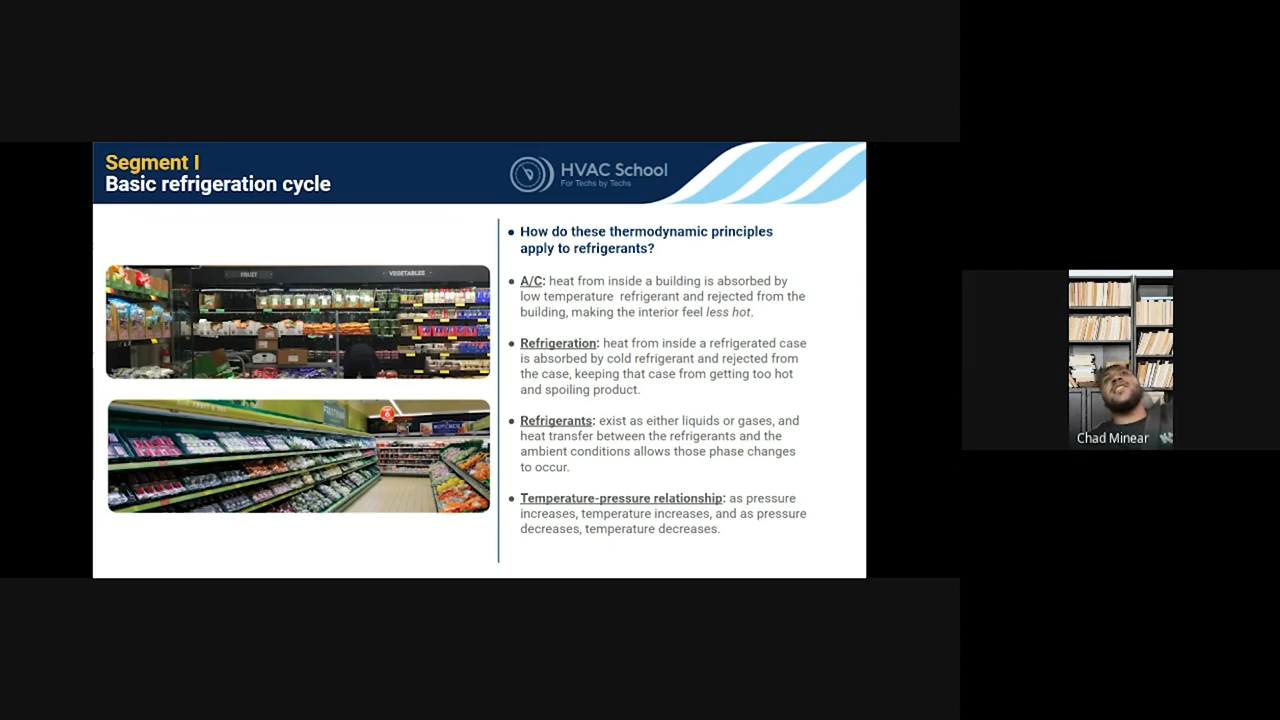 Segment I
Basic refrigeration cycle
HVAC School
For Techs by Techs
FRUIT
VEGETABLES
• How do these thermodynamic principles
apply to refrigerants?
• A/C: heat from inside a building is absorbed by
low temperature refrigerant and rejected from the
building, making the interior feel less hot.
• Refrigeration: heat from inside a refrigerated case
is absorbed by cold refrigerant and rejected from
the case, keeping that case from getting too hot
and spoiling product.
• Refrigerants: exist as either liquids or gases, and
heat transfer between the refrigerants and the
ambient conditions allows those phase changes
to occur.
• Temperature-pressure relationship: as pressure
increases, temperature increases, and as pressure
decreases, temperature decreases.
Chad Minear